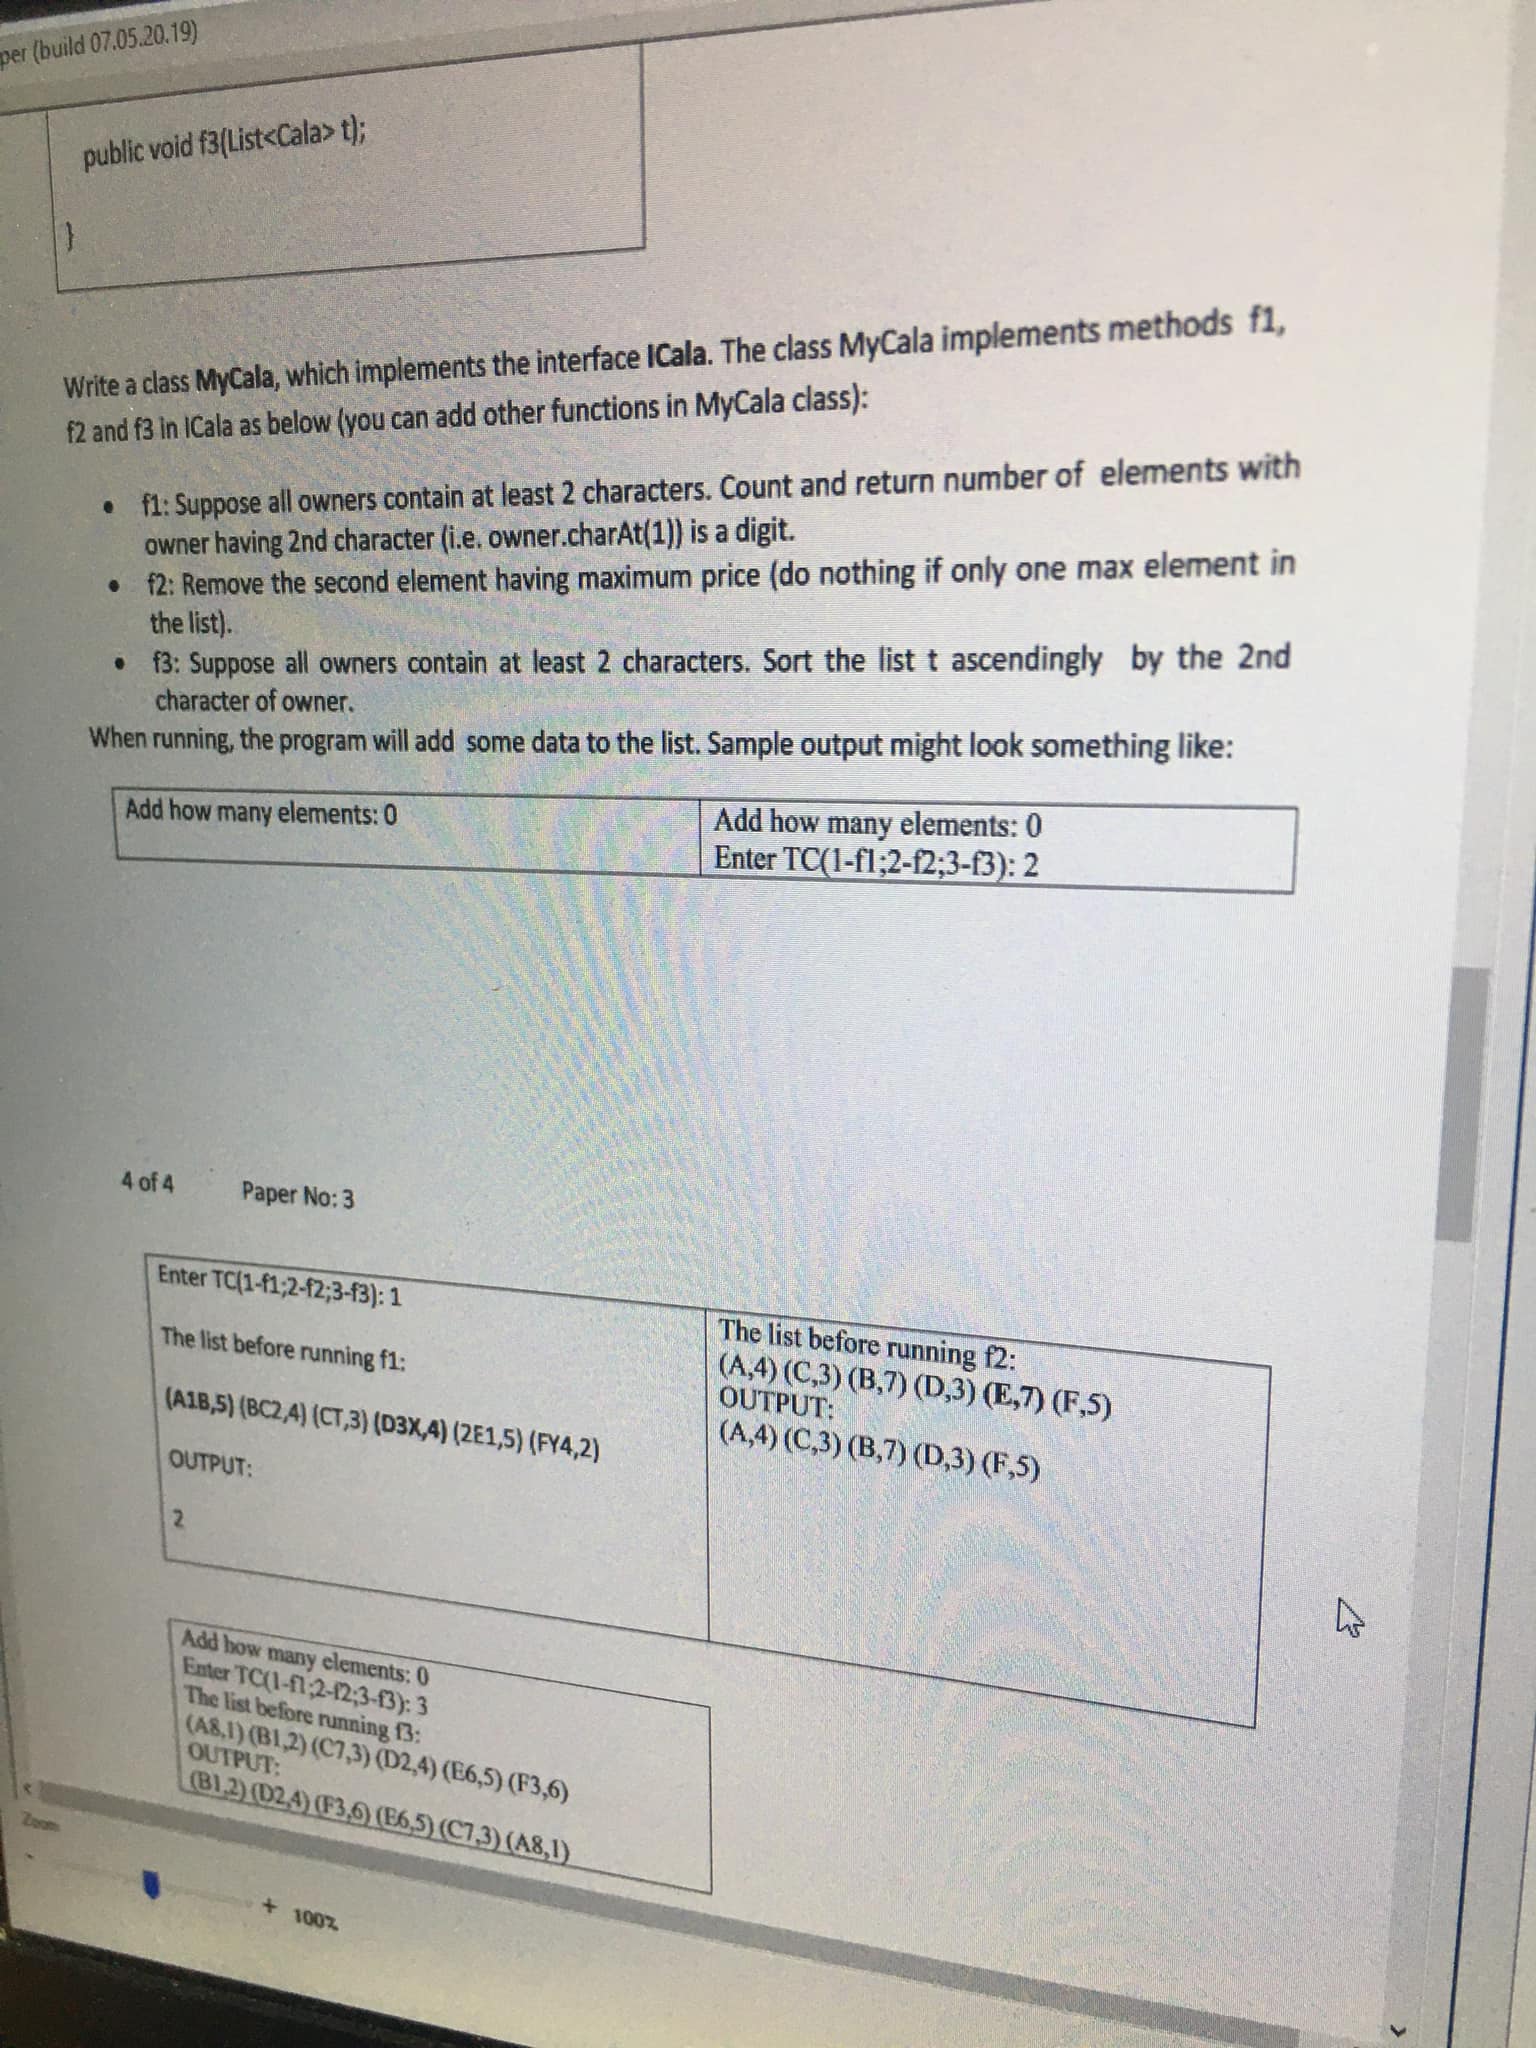 per (build 07.05.20.19)
public void f3(List<Cala> t);
}
Write a class MyCala, which implements the interface ICala. The class MyCala implements methods f1,
f2 and f3 in ICala as below (you can add other functions in MyCala class):
• f1: Suppose all owners contain at least 2 characters. Count and return number of elements with
owner having 2nd character (i.e. owner.charAt(1)) is a digit.
• f2: Remove the second element having maximum price (do nothing if only one max element in
the list).
• f3: Suppose all owners contain at least 2 characters. Sort the list t ascendingly by the 2nd
character of owner.
When running, the program will add some data to the list. Sample output might look something like:
Add how many elements: 0
Add how many elements: 0
Enter TC(1-f1;2-f2;3-f3): 2
4 of 4 Paper No: 3
Enter TC(1-f1;2-f2;3-f3): 1
The list before running f1:
(A1B,5) (BC2,4) (CT,3) (D3X,4) (2E1,5) (FY4,2)
OUTPUT:
2
The list before running f2:
(A,4) (C,3) (B,7) (D,3) (E,7) (F,5)
OUTPUT:
(A,4) (C,3) (B,7) (D,3) (F,5)
Add how many elements: 0
Enter TC(1-f1;2-f2;3-f3): 3
The list before running f3:
(A8,1) (B1,2) (C7,3) (D2,4) (E6,5) (F3,6)
OUTPUT:
(B1,2) (D2,4) (F3,6) (E6,5) (C7,3) (A8,1)
Zoom
- + 100%